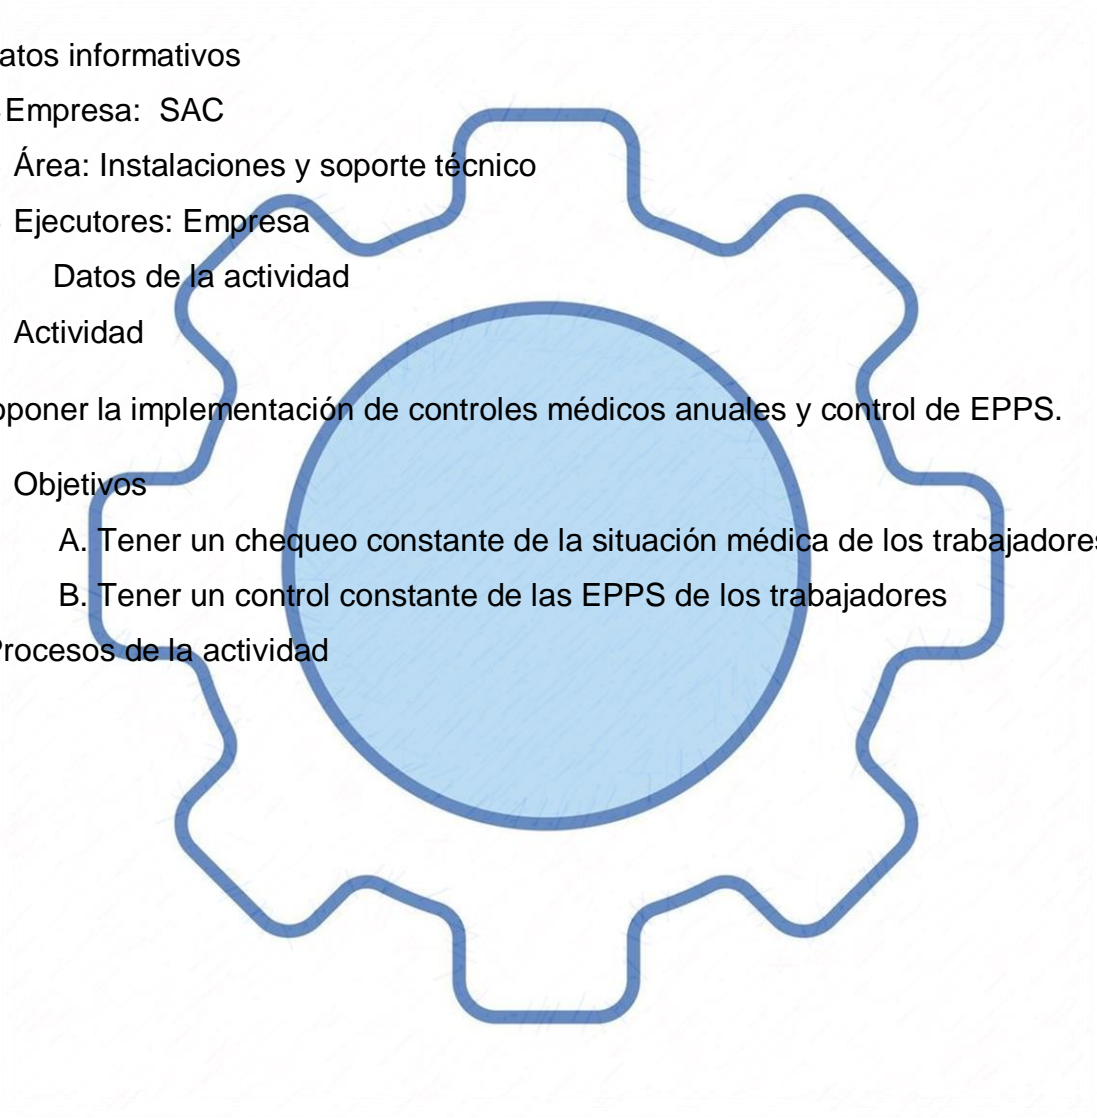 atos informativos
Empresa: SAC
Área: Instalaciones y soporte técnico
Ejecutores: Empresa
Datos de la actividad
Actividad
poner la implementación de controles médicos anuales y control de EPPS.
Objetivos
A. Tener un chequeo constante de la situación médica de los trabajadores
B. Tener un control constante de las EPPS de los trabajadores
Procesos de la actividad